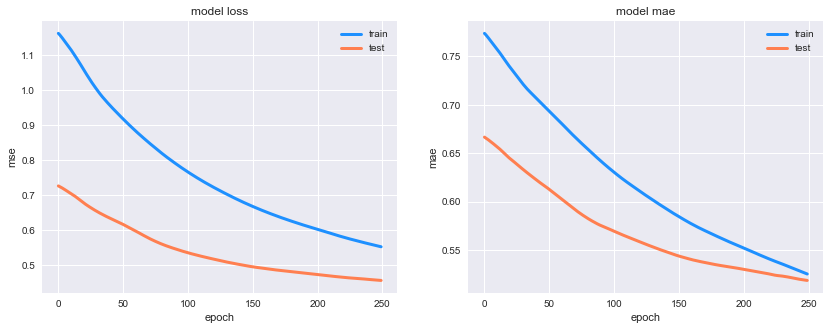 model loss
mse
1.1
1.0
0.9
0.8
0.7
0.6
0.5
0 50 100 150 200 250
epoch
train
test
model mae
mae
0.75
0.70
0.65
0.60
0.55
0 50 100 150 200 250
epoch
train
test